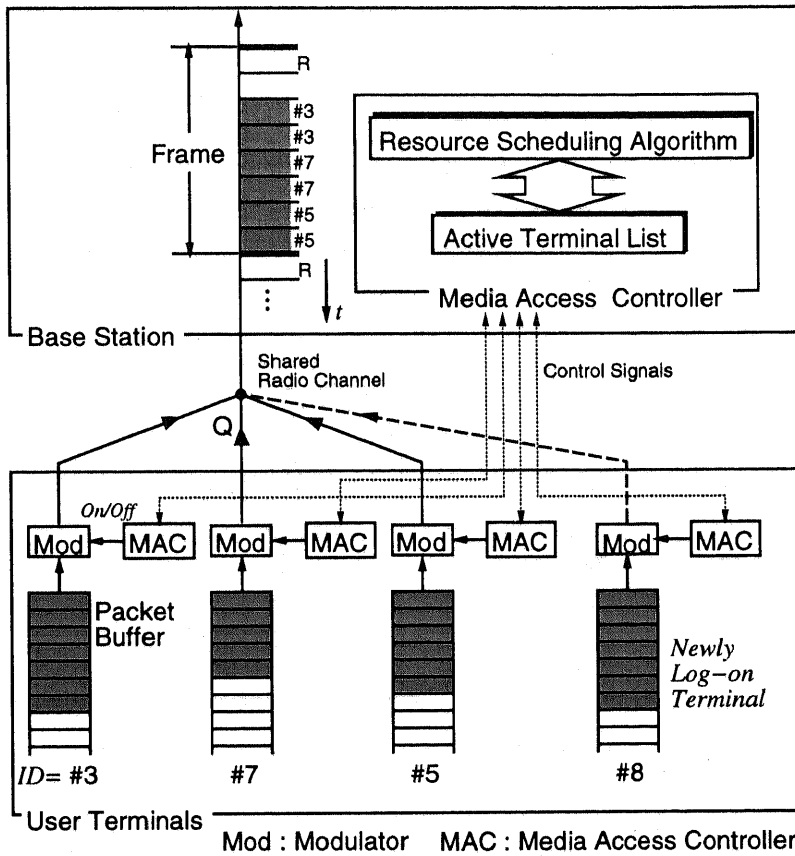 R
#3
#3
Frame
#7
#7
#5
#5
R
t
Resource Scheduling Algorithm
Active Terminal List
Media Access Controller
Base Station
Shared
Radio Channel
Control Signals
Q
On/Off
Mod
MAC
Mod
MAC
Mod
MAC
Mod
MAC
Packet
Buffer
Newly
Log-on
Terminal
ID= #3
#7
#5
#8
User Terminals
Mod : Modulator MAC : Media Access Controller